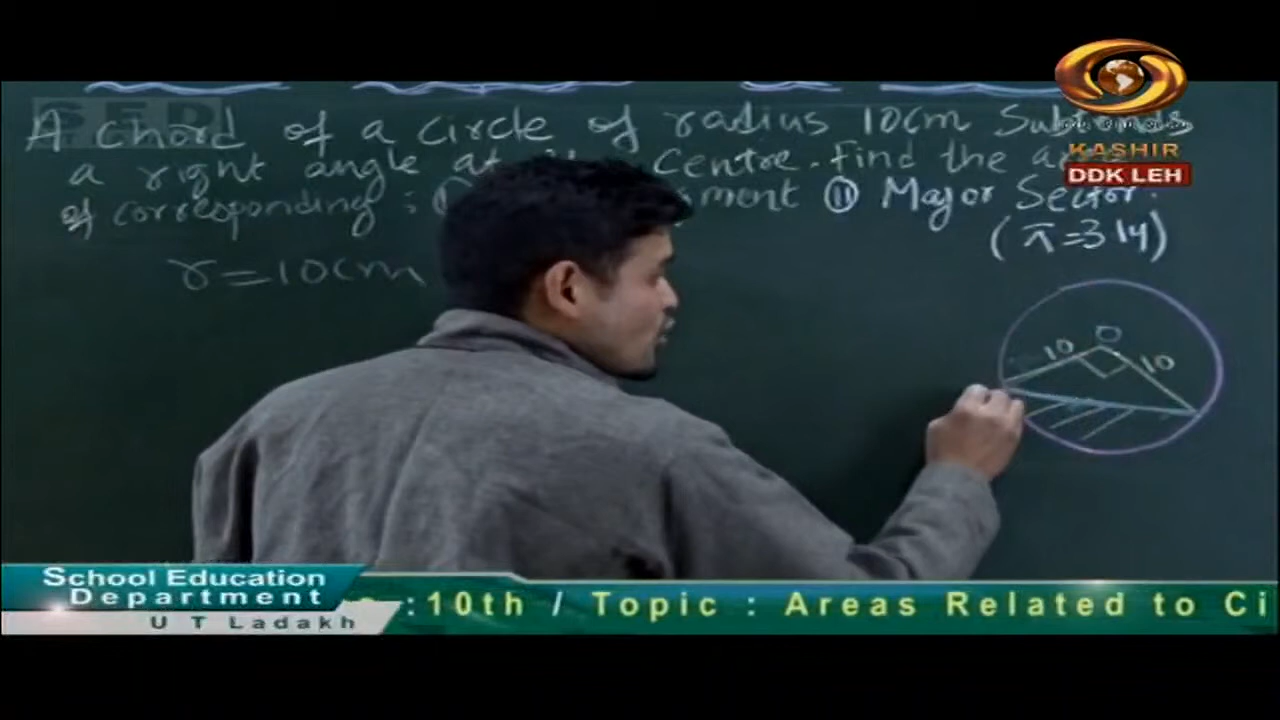 SED
A chord of a circle of radius 10cm
a right angle at centre. Find the
of corresponding : ment (II) Major Sector.
(π=3.14)
r=10cm
O
10 10
KASHIR
DDK LEH
School Education
Department
U T Ladakh
:10th / Topic : Areas Related to Ci